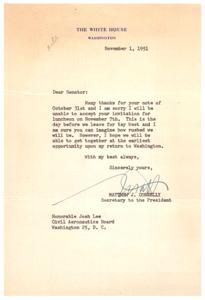 THE WHITE HOUSE
WASHINGTON
November 1, 1951
Dear Senator:
Many thanks for your note of
October 31st and I am sorry I will be
unable to accept your invitation for
luncheon on November 7th. This is the
day before we leave for Key West and I
am sure you can imagine how rushed we
will be. However, I hope we will be
able to get together at the earliest
opportunity upon my return to Washington.
With my best always,
Sincerely yours,
MATTHEW J. CONNELLY
Secretary to the President
Honorable Josh Lee
Civil Aeronautics Board
Washington 25, D. C.